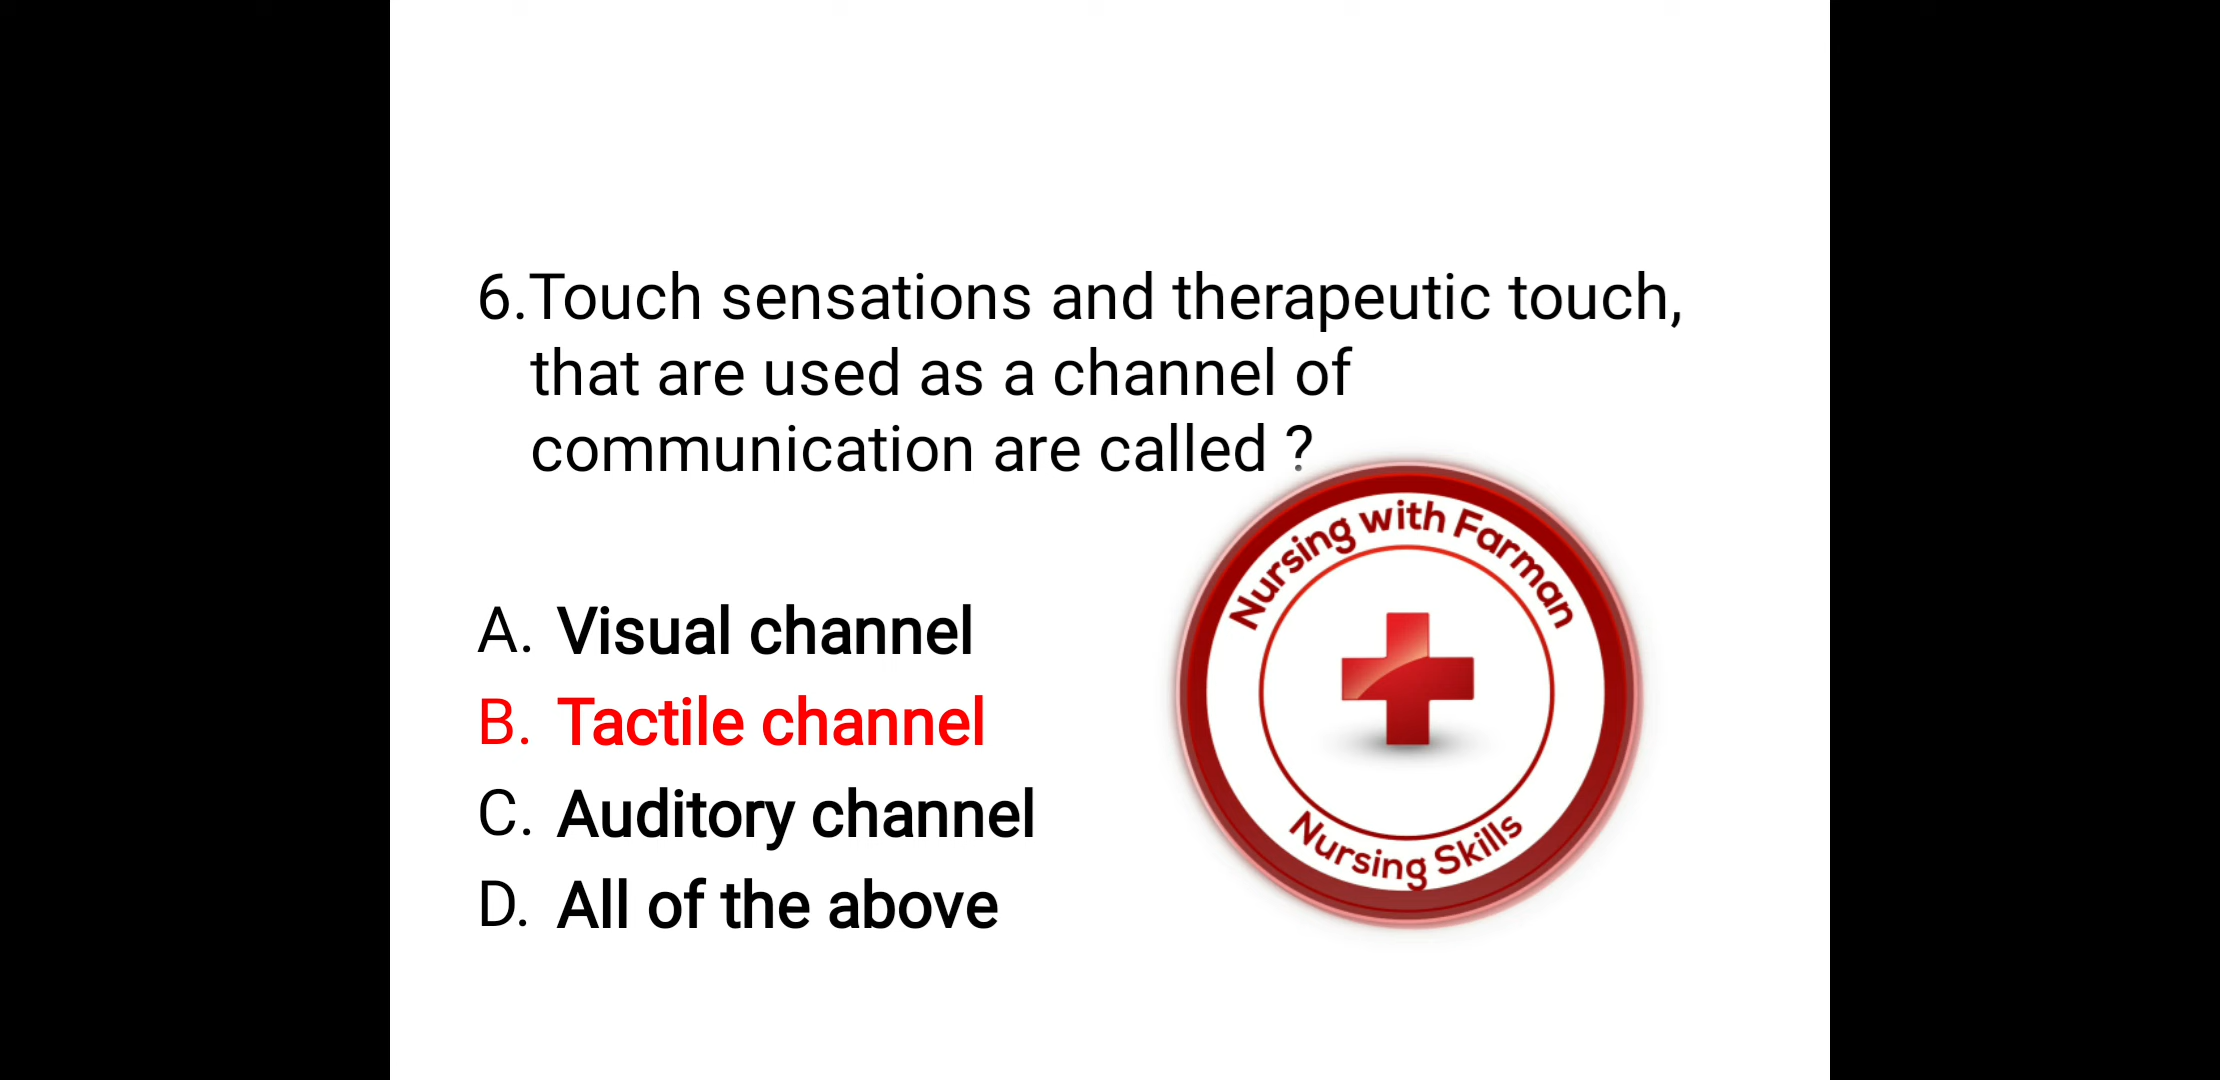 6.Touch sensations and therapeutic touch,
that are used as a channel of
communication are called ?
A. Visual channel
B. Tactile channel
C. Auditory channel
D. All of the above
Nursing with Farman
Nursing Skills